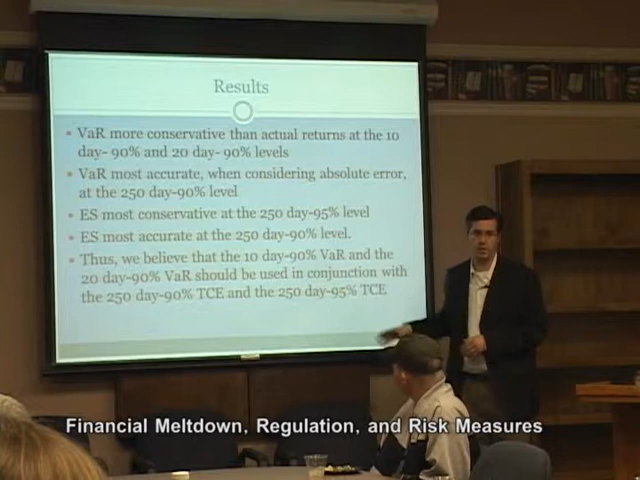 Results
• VaR more conservative than actual returns at the 10
day- 90% and 20 day- 90% levels
• VaR most accurate, when considering absolute error,
at the 250 day-90% level
• ES most conservative at the 250 day-95% level
• ES most accurate at the 250 day-90% level.
• Thus, we believe that the 10 day-90% VaR and the
20 day-90% VaR should be used in conjunction with
the 250 day-90% TCE and the 250 day-95% TCE
Financial Meltdown, Regulation, and Risk Measures